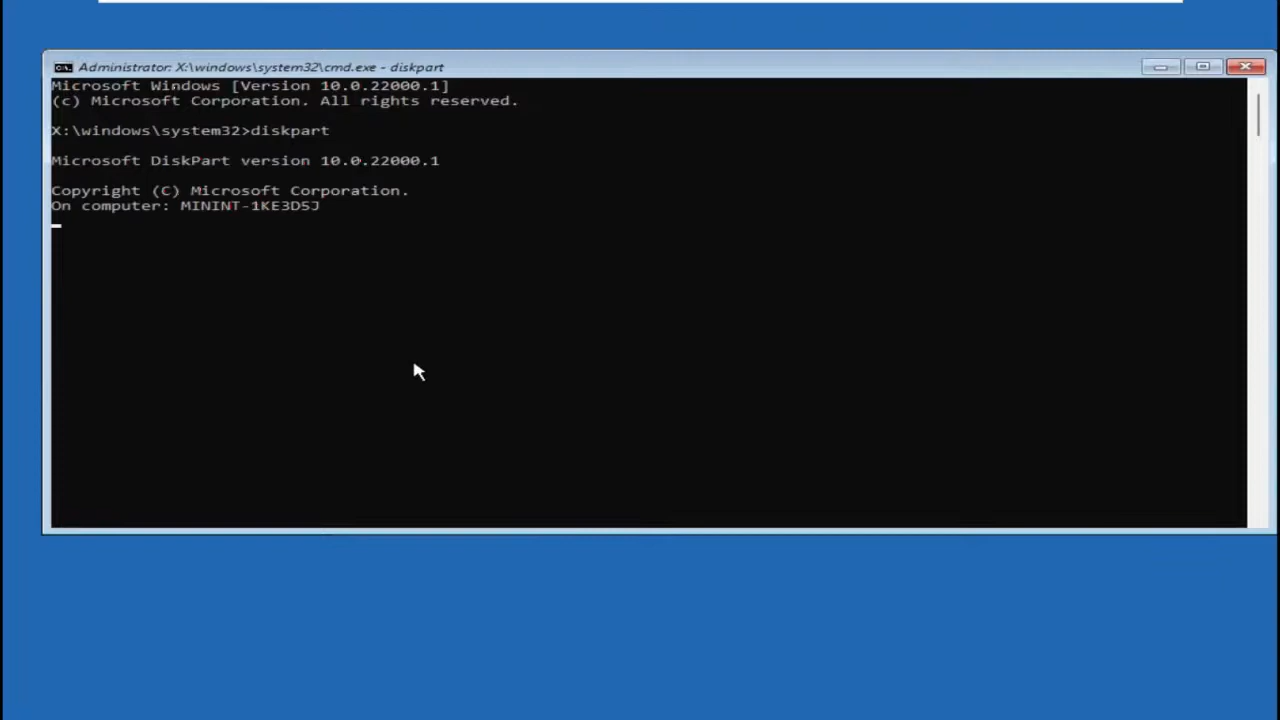 Administrator: X:\windows\system32\cmd.exe - diskpart
Microsoft Windows [Version 10.0.22000.1]
(c) Microsoft Corporation. All rights reserved.
X:\windows\system32>diskpart
Microsoft DiskPart version 10.0.22000.1
Copyright (C) Microsoft Corporation.
On computer: MININT-1KE3D5J